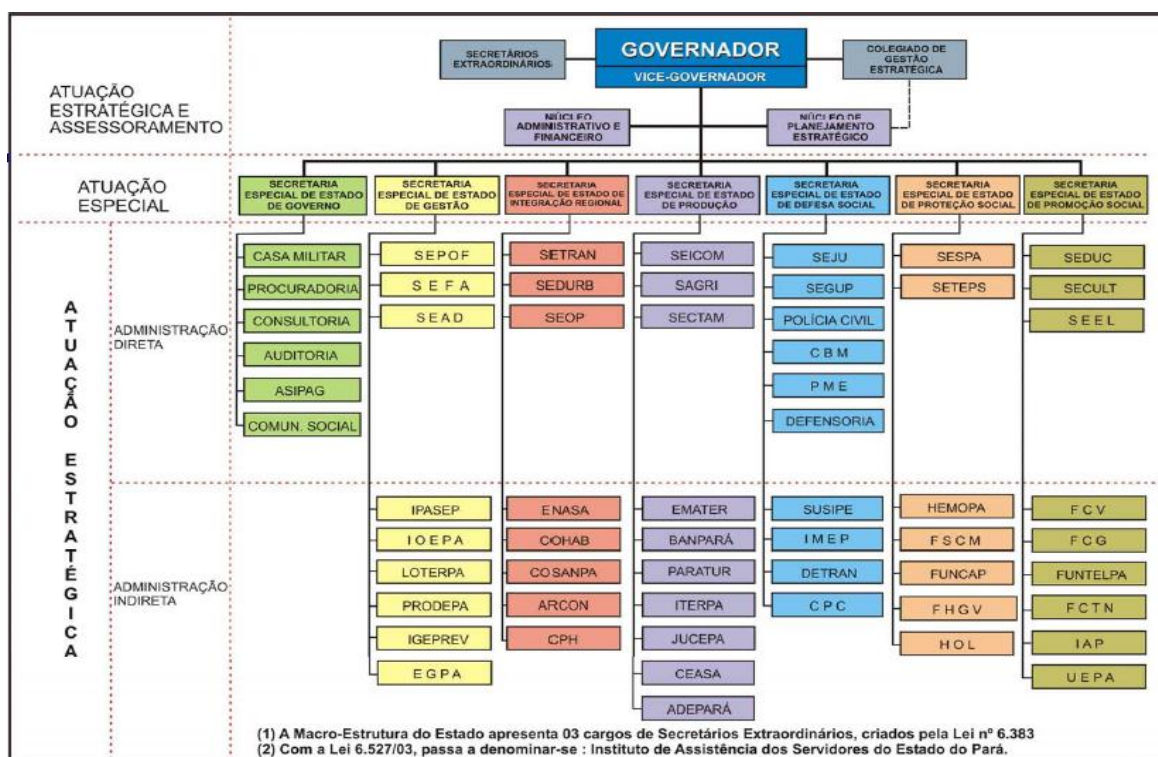 GOVERNADOR
VICE-GOVERNADOR
SECRETÁRIOS
EXTRAORDINÁRIOS
COLEGIADO DE
GESTÃO
ESTRATÉGICA
ATUAÇÃO
ESTRATÉGICA E
ASSESSORAMENTO
NÚCLEO
ADMINISTRATIVO E
FINANCEIRO
NÚCLEO DE
PLANEJAMENTO
ESTRATÉGICO
ATUAÇÃO
ESPECIAL
SECRETARIA
ESPECIAL DE ESTADO
DE GOVERNO
SECRETARIA
ESPECIAL DE ESTADO
DE GESTÃO
SECRETARIA
ESPECIAL DE ESTADO DE
INTEGRAÇÃO REGIONAL
SECRETARIA
ESPECIAL DE ESTADO
DE PRODUÇÃO
SECRETARIA
ESPECIAL DE ESTADO
DE DEFESA SOCIAL
SECRETARIA
ESPECIAL DE ESTADO
DE PROTEÇÃO SOCIAL
SECRETARIA
ESPECIAL DE ESTADO
DE PROMOÇÃO SOCIAL
ATUAÇÃO ESTRATÉGICA
ADMINISTRAÇÃO
DIRETA
CASA MILITAR
PROCURADORIA
CONSULTORIA
AUDITORIA
ASIPAG
COMUN. SOCIAL
SEPOF
SEFA
SEAD
SETRAN
SEDURB
SEOP
SEICOM
SAGRI
SECTAM
SEJU
SEGUP
POLÍCIA CIVIL
CBM
PME
DEFENSORIA
SESPA
SETEPS
SEDUC
SECULT
SEEL
ADMINISTRAÇÃO
INDIRETA
IPASEP
IOEPA
LOTERPA
PRODEPA
IGEPREV
EGPA
ENASA
COHAB
COSANPA
ARCON
CPH
EMATER
BANPARÁ
PARATUR
ITERPA
JUCEPA
CEASA
ADEPARÁ
SUSIPE
IMEP
DETRAN
CPC
HEMOPA
FSCM
FUNCAP
FHGV
HOL
FCV
FCG
FUNTELPA
FCTN
IAP
UEPA
(1) A Macro-Estrutura do Estado apresenta 03 cargos de Secretários Extraordinários, criados pela Lei nº 6.383
(2) Com a Lei 6.527/03, passa a denominar-se : Instituto de Assistência dos Servidores do Estado do Pará.